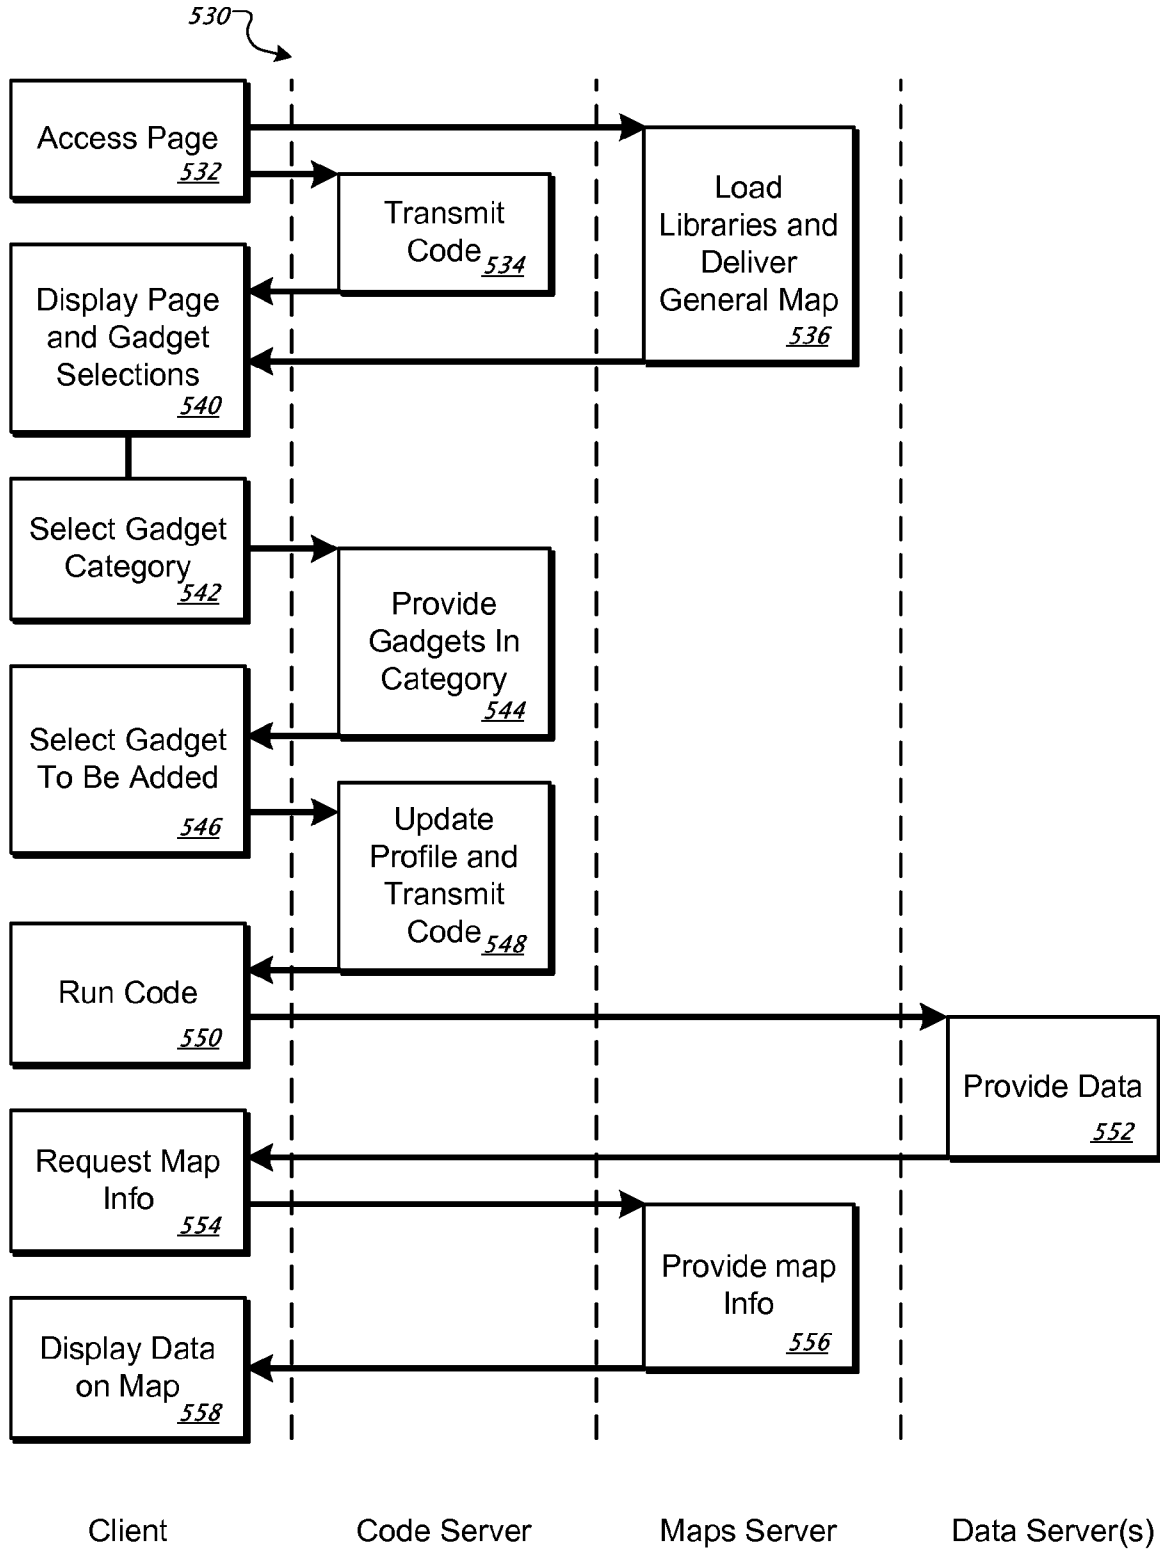 530
Access Page
532
Transmit
Code
534
Load
Libraries and
Deliver
General Map
536
Display Page
and Gadget
Selections
540
Select Gadget
Category
542
Provide
Gadgets In
Category
544
Select Gadget
To Be Added
546
Update
Profile and
Transmit
Code
548
Run Code
550
Provide Data
552
Request Map
Info
554
Provide map
Info
556
Display Data
on Map
558
Client
Code Server
Maps Server
Data Server(s)